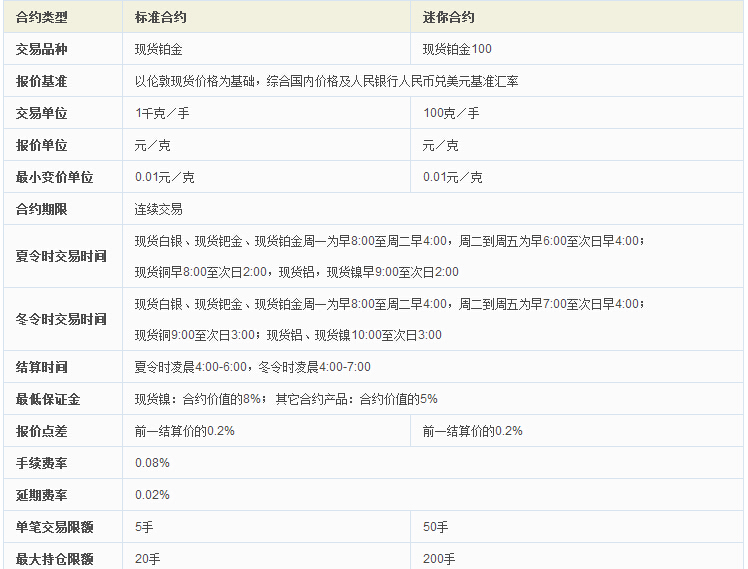 合约类型 标准合约 迷你合约
交易品种 现货铂金 现货铂金100
报价基准 以伦敦现货价格为基础，综合国内价格及人民银行人民币兑美元基准汇率
交易单位 1千克／手 100克／手
报价单位 元／克 元／克
最小变价单位 0.01元／克 0.01元／克
合约期限 连续交易
夏令时交易时间 现货白银、现货钯金、现货铂金周一为早8:00至周二早4:00，周二到周五为早6:00至次日早4:00；
现货铜早8:00至次日2:00，现货铝，现货镍早9:00至次日2:00
冬令时交易时间 现货白银、现货钯金、现货铂金周一为早8:00至周二早4:00，周二到周五为早7:00至次日早4:00；
现货铜9:00至次日3:00；现货铝、现货镍10:00至次日3:00
结算时间 夏令时凌晨4:00-6:00，冬令时凌晨4:00-7:00
最低保证金 现货镍：合约价值的8%； 其它合约产品：合约价值的5%
报价点差 前一结算价的0.2% 前一结算价的0.2%
手续费率 0.08%
延期费率 0.02%
单笔交易限额 5手 50手
最大持仓限额 20手 200手